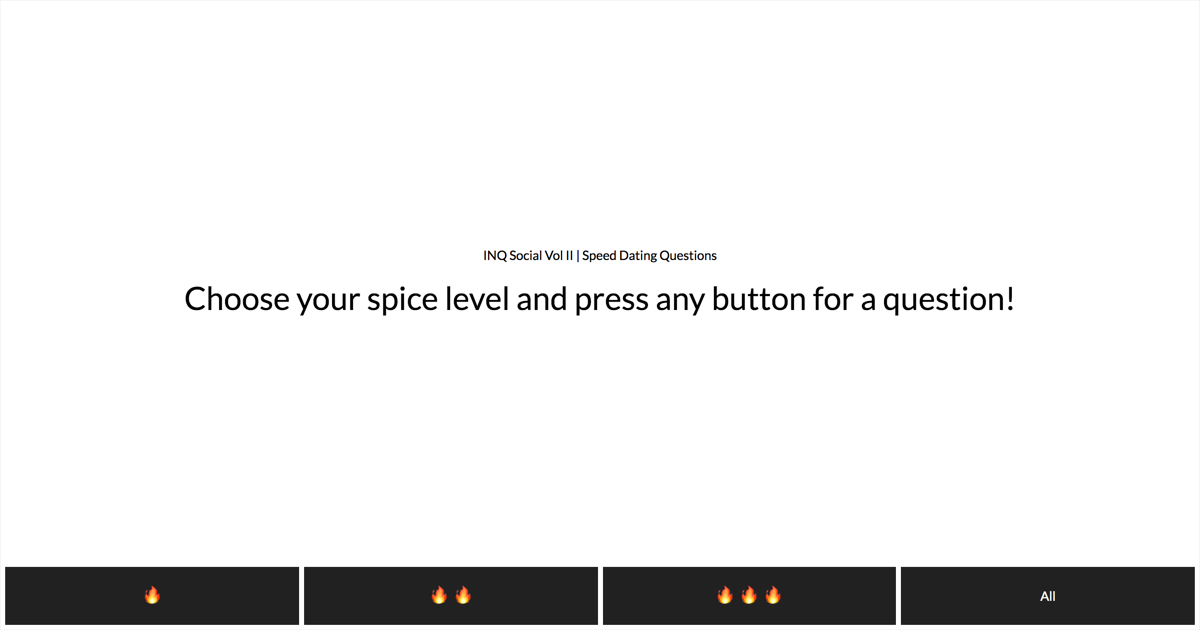 INQ Social Vol II | Speed Dating Questions
Choose your spice level and press any button for a question!
🔥
🔥 🔥
🔥 🔥 🔥
All